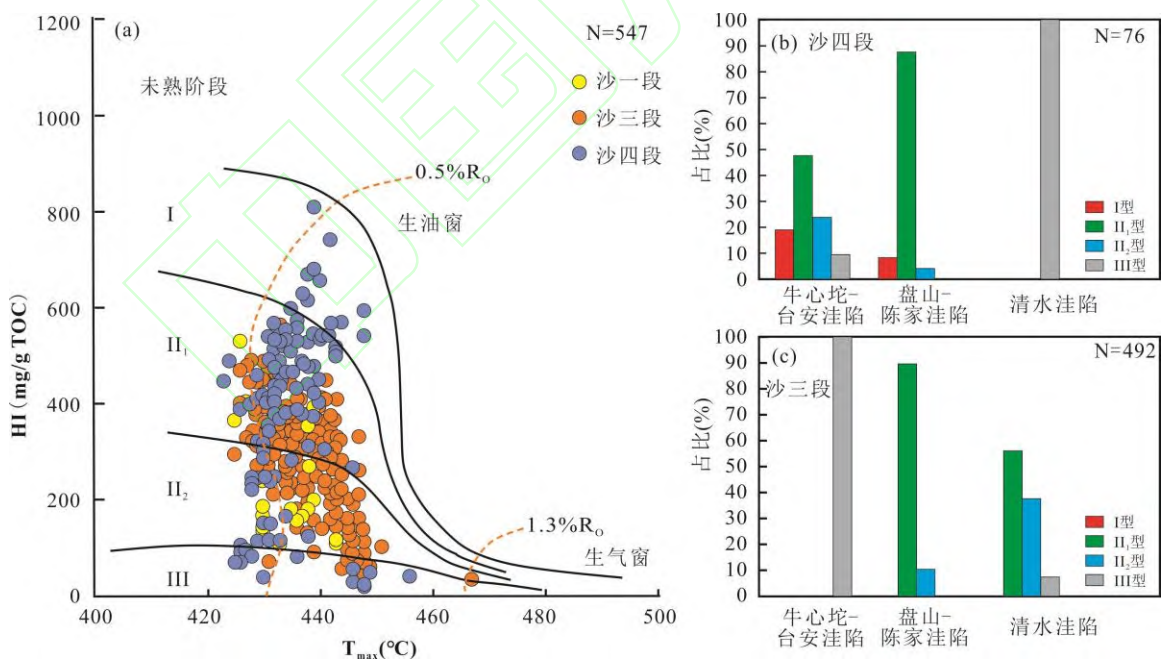 (a)
N=547
未熟阶段
沙一段
沙三段
沙四段
0.5%R₀
生油窗
I
II₁
II₂
III
1.3%R₀
生气窗
HI(mg/g TOC)
1200
1000
800
600
400
200
0
400
420
440
460
480
500
Tmax(℃)
(b) 沙四段
N=76
占比(%)
100
90
80
70
60
50
40
30
20
10
0
I型
II₁型
II₂型
III型
牛心坨-
台安洼陷
盘山-
陈家洼陷
清水洼陷
(c)
沙三段
N=492
占比(%)
100
90
80
70
60
50
40
30
20
10
0
I型
II₁型
II₂型
III型
牛心坨-
台安洼陷
盘山-
陈家洼陷
清水洼陷